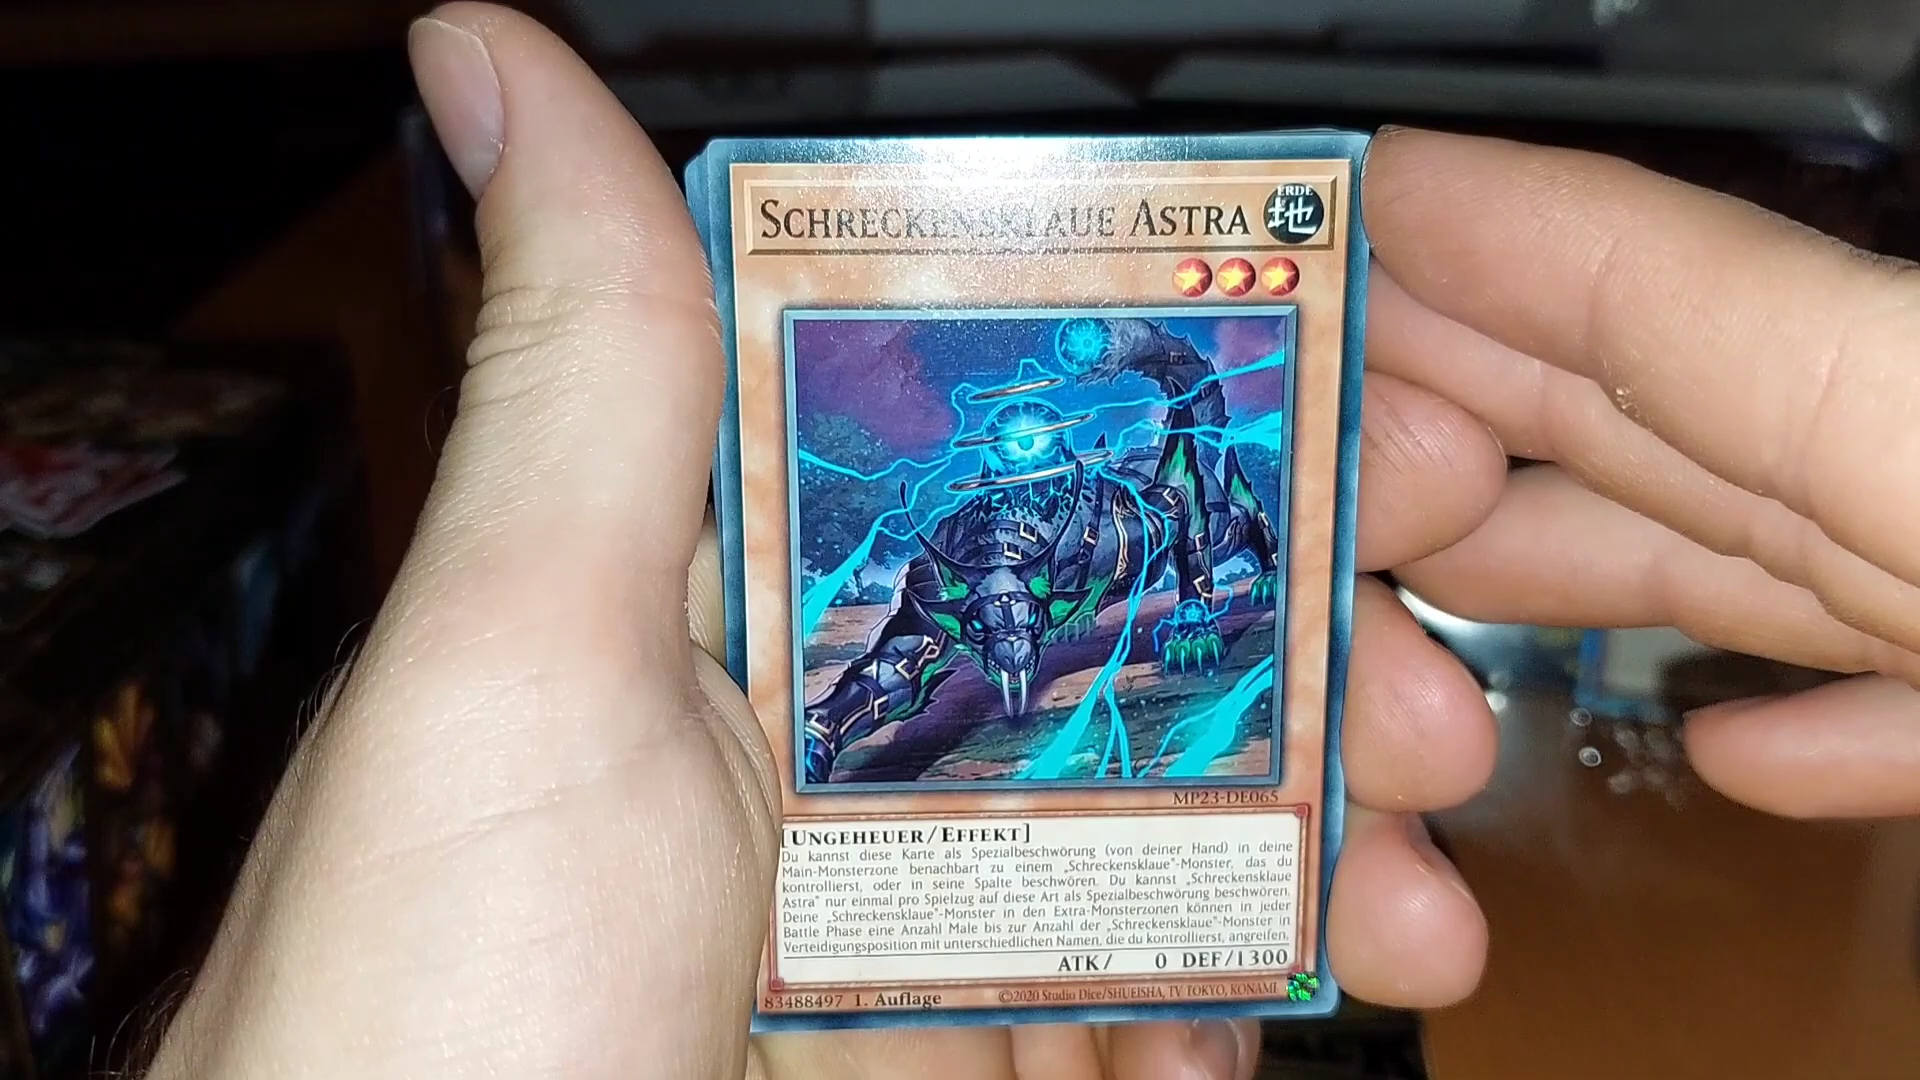 SCHRECKENSKLAUE ASTRA
ERDE
地
MP23-DE065
[UNGEHEUER/EFFEKT]
Du kannst diese Karte als Spezialbeschwörung (von deiner Hand) in deine
Main-Monsterzone benachbart zu einem „Schreckensklaue"-Monster, das du
kontrollierst, oder in seine Spalte beschwören. Du kannst „Schreckensklaue
Astra" nur einmal pro Spielzug auf diese Art als Spezialbeschwörung beschwören.
Deine „Schreckensklaue"-Monster in den Extra-Monsterzonen können in jeder
Battle Phase eine Anzahl Male bis zur Anzahl der „Schreckensklaue"-Monster in
Verteidigungsposition mit unterschiedlichen Namen, die du kontrollierst, angreifen.
ATK/ 0 DEF/1300
83488497 1. Auflage ©2020 Studio Dice/SHUEISHA, TV TOKYO, KONAMI